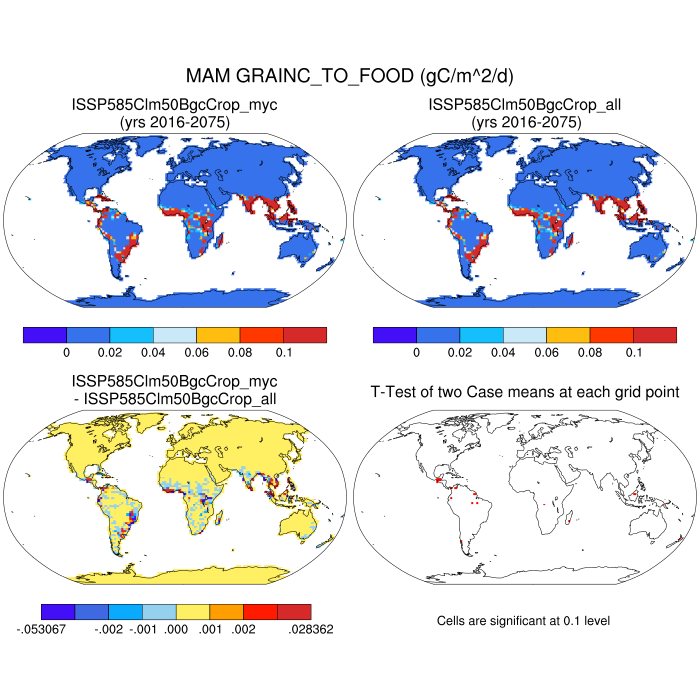 MAM GRAINC_TO_FOOD (gC/m^2/d)
ISSP585Clm50BgcCrop_myc
(yrs 2016-2075)
ISSP585Clm50BgcCrop_all
(yrs 2016-2075)
0 0.02 0.04 0.06 0.08 0.1
0 0.02 0.04 0.06 0.08 0.1
ISSP585Clm50BgcCrop_myc
- ISSP585Clm50BgcCrop_all
T-Test of two Case means at each grid point
-.053067 -.002 -.001 .000 .001 .002 .028362
Cells are significant at 0.1 level